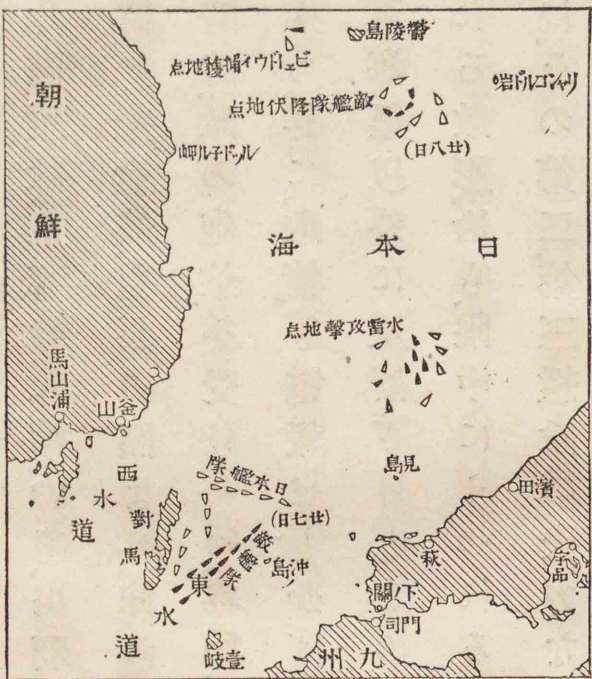 鬱陵島
ビェドウイ捕獲地点
リヤンコルド岩
敵艦隊降伏地点
(廿八日)
朝鮮
日本海
水雷攻撃地点
馬山浦
釜山
西水道
日本艦隊
(廿七日)
見島
濱田
對馬
敵艦隊
沖島
東水道
萩
宇品
下關
門司
壹岐
九州